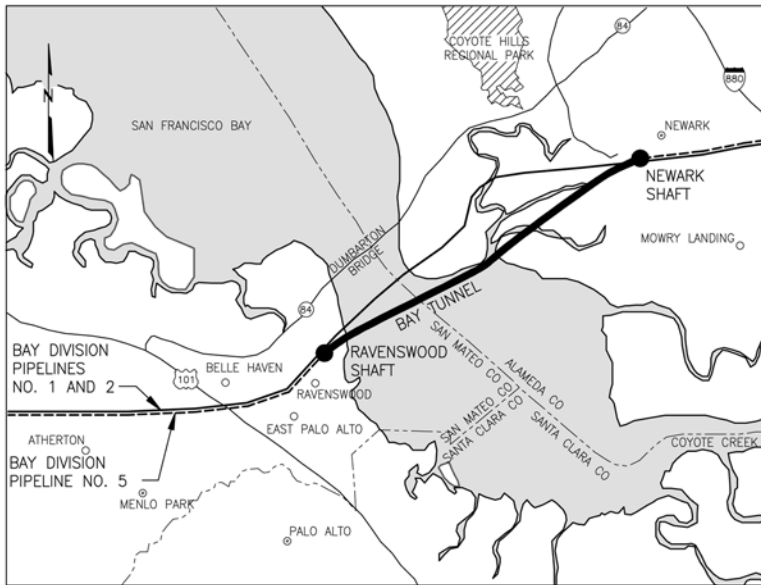 84
COYOTE HILLS
REGIONAL PARK
880
N
SAN FRANCISCO BAY
NEWARK
NEWARK
SHAFT
MOWRY LANDING
DUMBARTON
BRIDGE
84
BAY TUNNEL
BAY DIVISION
PIPELINES
NO. 1 AND 2
BELLE HAVEN
101
RAVENSWOOD
SHAFT
RAVENSWOOD
SAN MATEO CO
ALAMEDA CO
EAST PALO ALTO
SAN MATEO CO
SANTA CLARA CO
SANTA CLARA CO
COYOTE CREEK
ATHERTON
BAY DIVISION
PIPELINE NO. 5
MENLO PARK
PALO ALTO